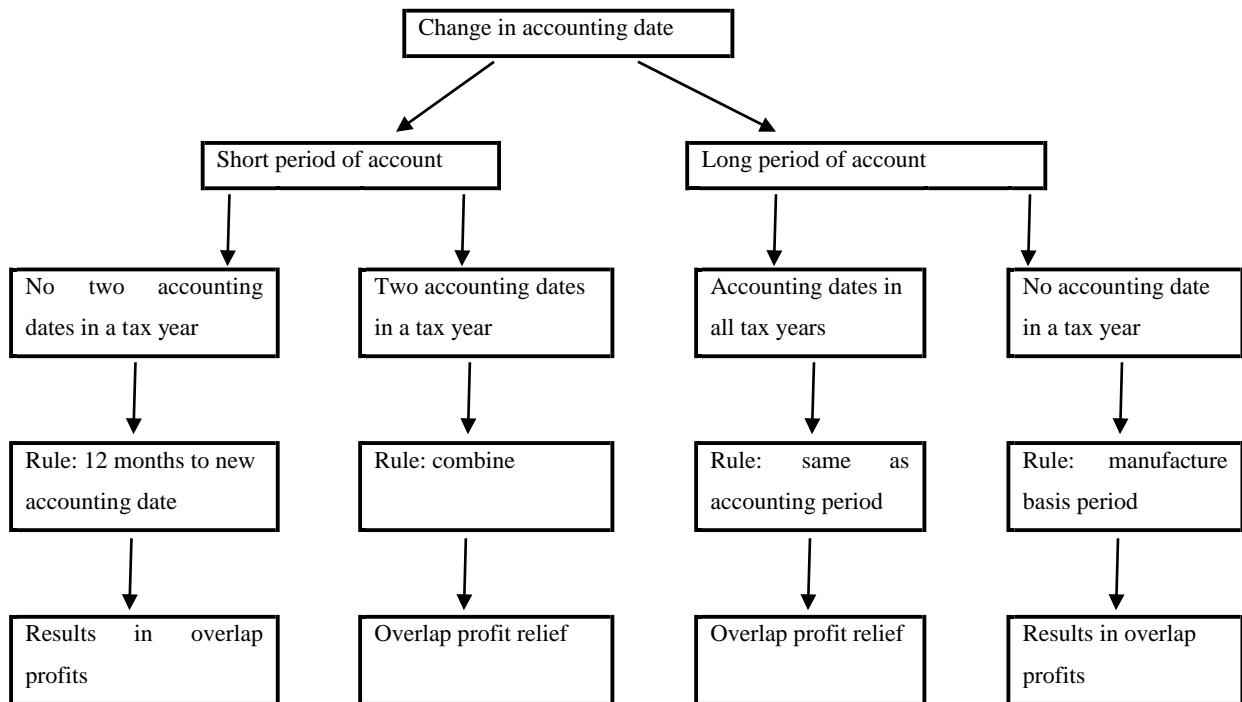 Change in accounting date
Short period of account
Long period of account
No two accounting
dates in a tax year
Two accounting dates
in a tax year
Accounting dates in
all tax years
No accounting date
in a tax year
Rule: 12 months to new
accounting date
Rule: combine
Rule: same as
accounting period
Rule: manufacture
basis period
Results in overlap
profits
Overlap profit relief
Overlap profit relief
Results in overlap
profits